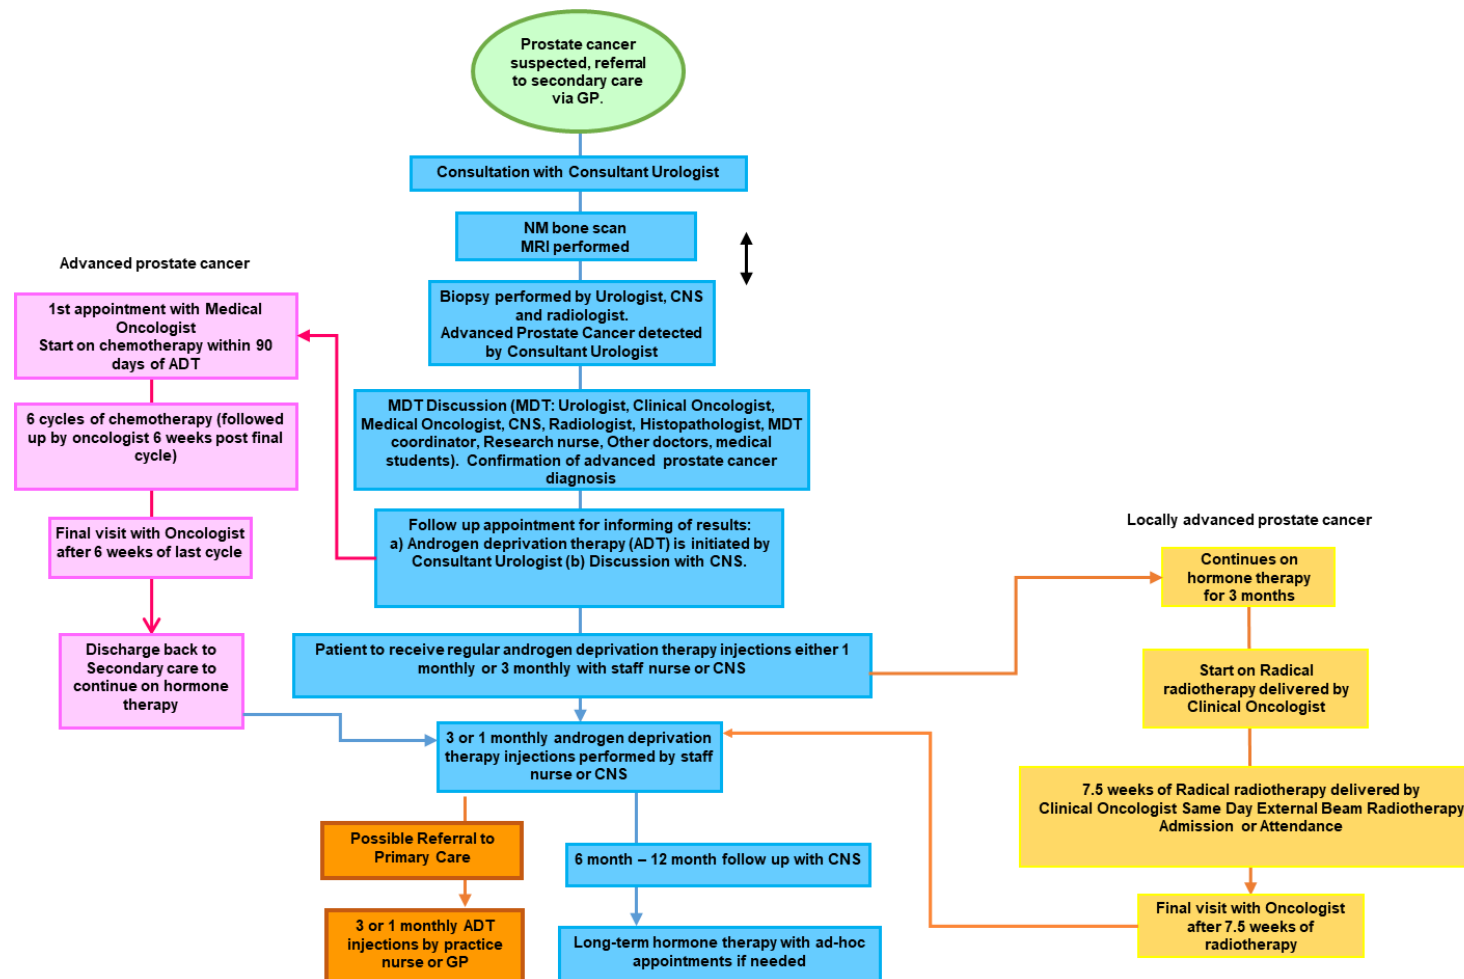 Prostate cancer
suspected, referral
to secondary care
via GP.
Consultation with Consultant Urologist
NM bone scan
MRI performed
Biopsy performed by Urologist, CNS
and radiologist.
Advanced Prostate Cancer detected
by Consultant Urologist
MDT Discussion (MDT: Urologist, Clinical Oncologist,
Medical Oncologist, CNS, Radiologist, Histopathologist, MDT
coordinator, Research nurse, Other doctors, medical
students). Confirmation of advanced prostate cancer
diagnosis
Follow up appointment for informing of results:
a) Androgen deprivation therapy (ADT) is initiated by
Consultant Urologist (b) Discussion with CNS.
Patient to receive regular androgen deprivation therapy injections either 1
monthly or 3 monthly with staff nurse or CNS
3 or 1 monthly androgen deprivation
therapy injections performed by staff
nurse or CNS
Possible Referral to
Primary Care
3 or 1 monthly ADT
injections by practice
nurse or GP
6 month – 12 month follow up with CNS
Long-term hormone therapy with ad-hoc
appointments if needed
Advanced prostate cancer
1st appointment with Medical
Oncologist
Start on chemotherapy within 90
days of ADT
6 cycles of chemotherapy (followed
up by oncologist 6 weeks post final
cycle)
Final visit with Oncologist
after 6 weeks of last cycle
Discharge back to
Secondary care to
continue on hormone
therapy
Locally advanced prostate cancer
Continues on
hormone therapy
for 3 months
Start on Radical
radiotherapy delivered by
Clinical Oncologist
7.5 weeks of Radical radiotherapy delivered by
Clinical Oncologist Same Day External Beam Radiotherapy
Admission or Attendance
Final visit with Oncologist
after 7.5 weeks of
radiotherapy